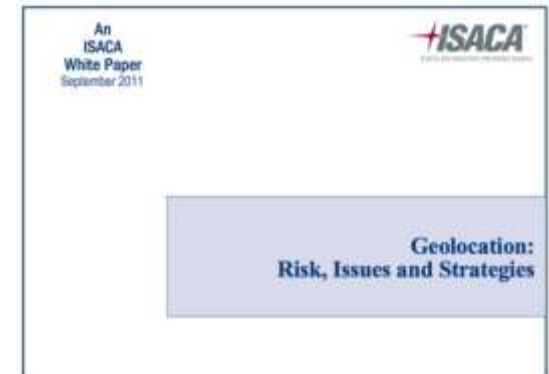 An
ISACA
White Paper
September 2011
ISACA
Geolocation:
Risk, Issues and Strategies